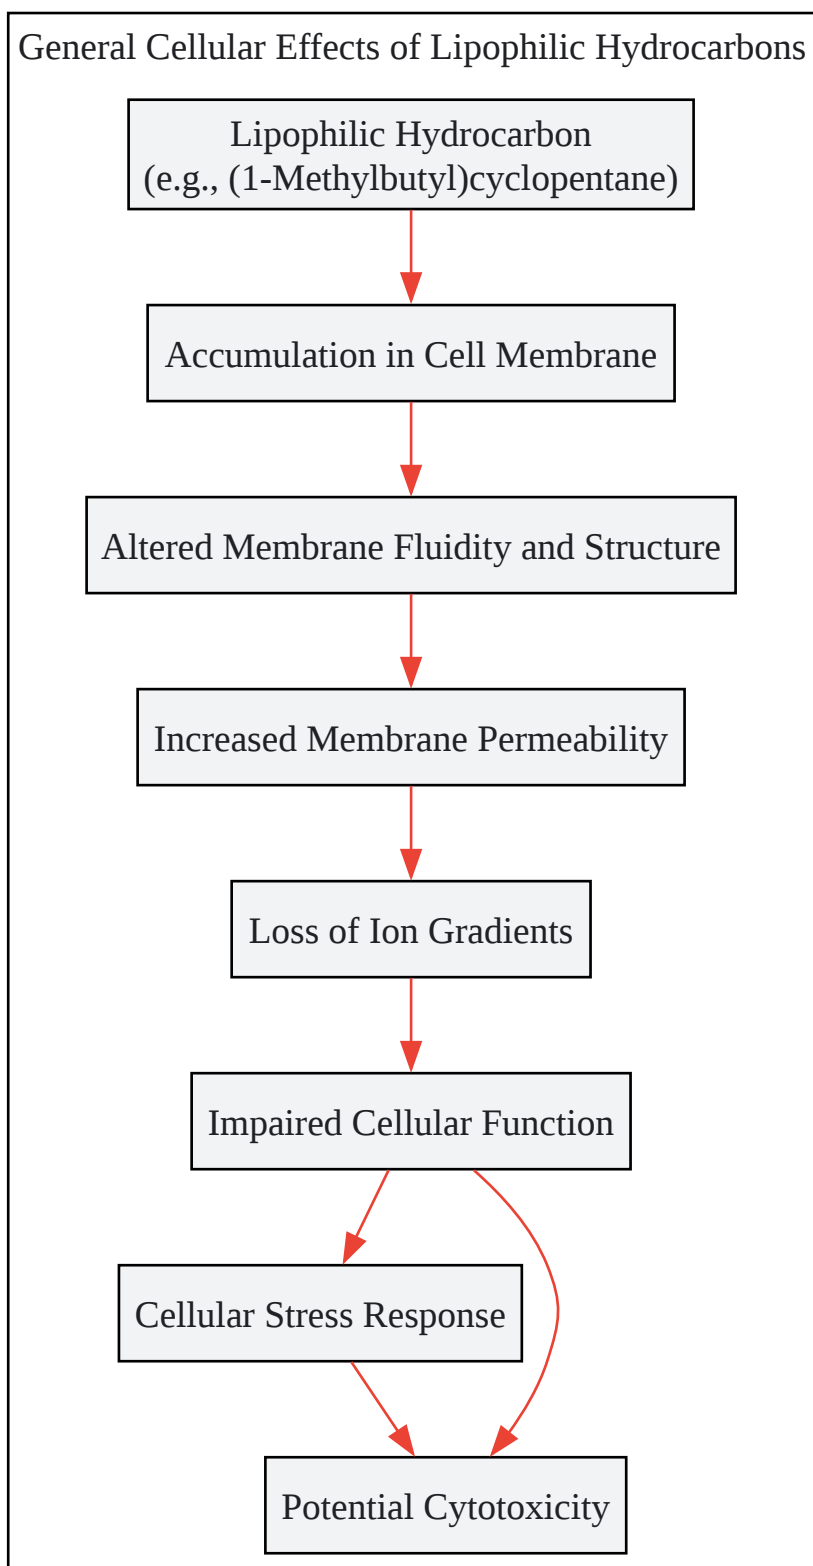 General Cellular Effects of Lipophilic Hydrocarbons
Lipophilic Hydrocarbon
(e.g., (1-Methylbutyl)cyclopentane)
Accumulation in Cell Membrane
Altered Membrane Fluidity and Structure
Increased Membrane Permeability
Loss of Ion Gradients
Impaired Cellular Function
Cellular Stress Response
Potential Cytotoxicity